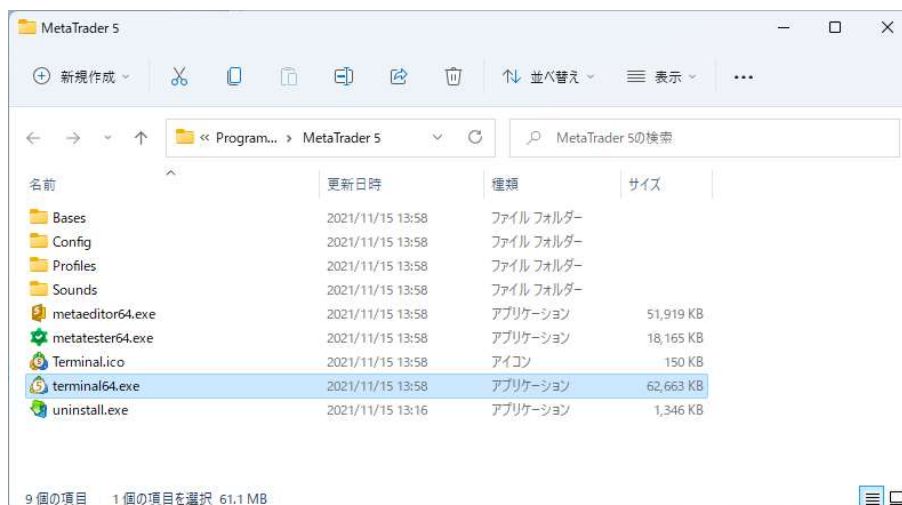 MetaTrader 5
新規作成 並べ替え 表示
« Program... › MetaTrader 5 MetaTrader 5の検索
名前 更新日時 種類 サイズ
Bases 2021/11/15 13:58 ファイル フォルダー
Config 2021/11/15 13:58 ファイル フォルダー
Profiles 2021/11/15 13:58 ファイル フォルダー
Sounds 2021/11/15 13:58 ファイル フォルダー
metaeditor64.exe 2021/11/15 13:58 アプリケーション 51,919 KB
metatester64.exe 2021/11/15 13:58 アプリケーション 18,165 KB
Terminal.ico 2021/11/15 13:58 アイコン 150 KB
terminal64.exe 2021/11/15 13:58 アプリケーション 62,663 KB
uninstall.exe 2021/11/15 13:16 アプリケーション 1,346 KB
9 個の項目 1 個の項目を選択 61.1 MB